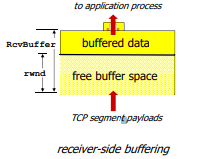 to application process
RcvBuffer
buffered data
rwnd
free buffer space
TCP segment payloads
receiver-side buffering